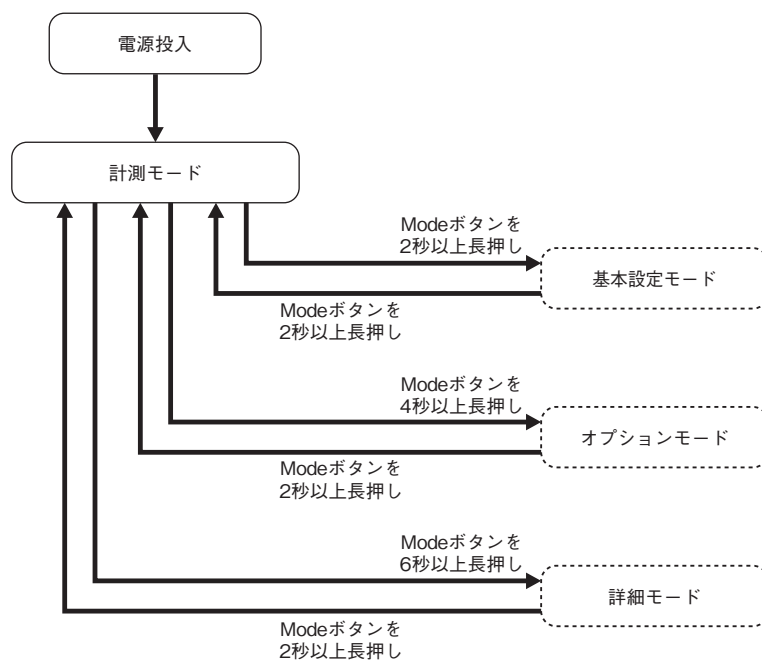 電源投入
計測モード
Modeボタンを
2秒以上長押し
基本設定モード
Modeボタンを
2秒以上長押し
Modeボタンを
4秒以上長押し
オプションモード
Modeボタンを
2秒以上長押し
Modeボタンを
6秒以上長押し
詳細モード
Modeボタンを
2秒以上長押し